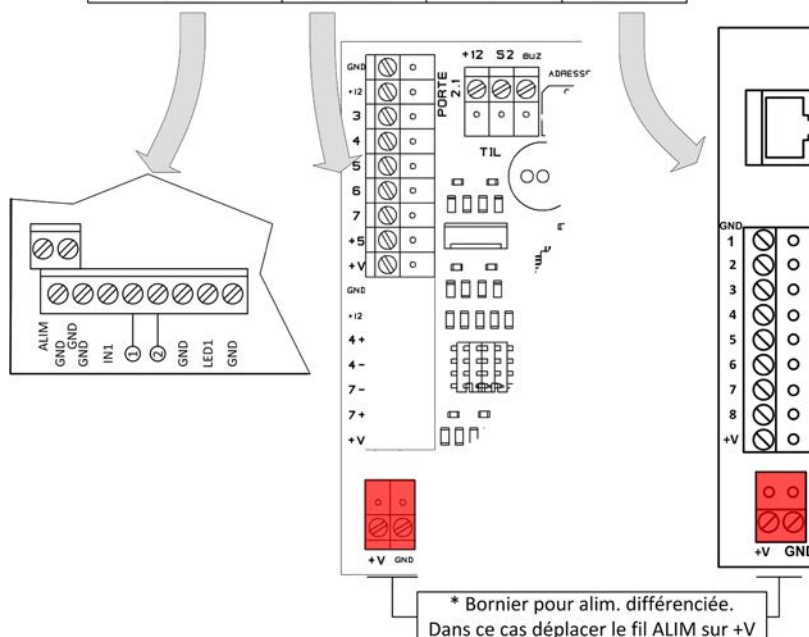 +12 S2 BUZ
ADRESS
PORTE
2.1
TIL
GND
+12
3
4
5
6
7
+5
+V
GND
+12
4+
4-
7-
7+
+V
+V GND
ALIM
GND
GND
GND
IN1
1
2
GND
LED1
GND
GND
1
2
3
4
5
6
7
8
+V
+V GND
* Bornier pour alim. différenciée.
Dans ce cas déplacer le fil ALIM sur +V